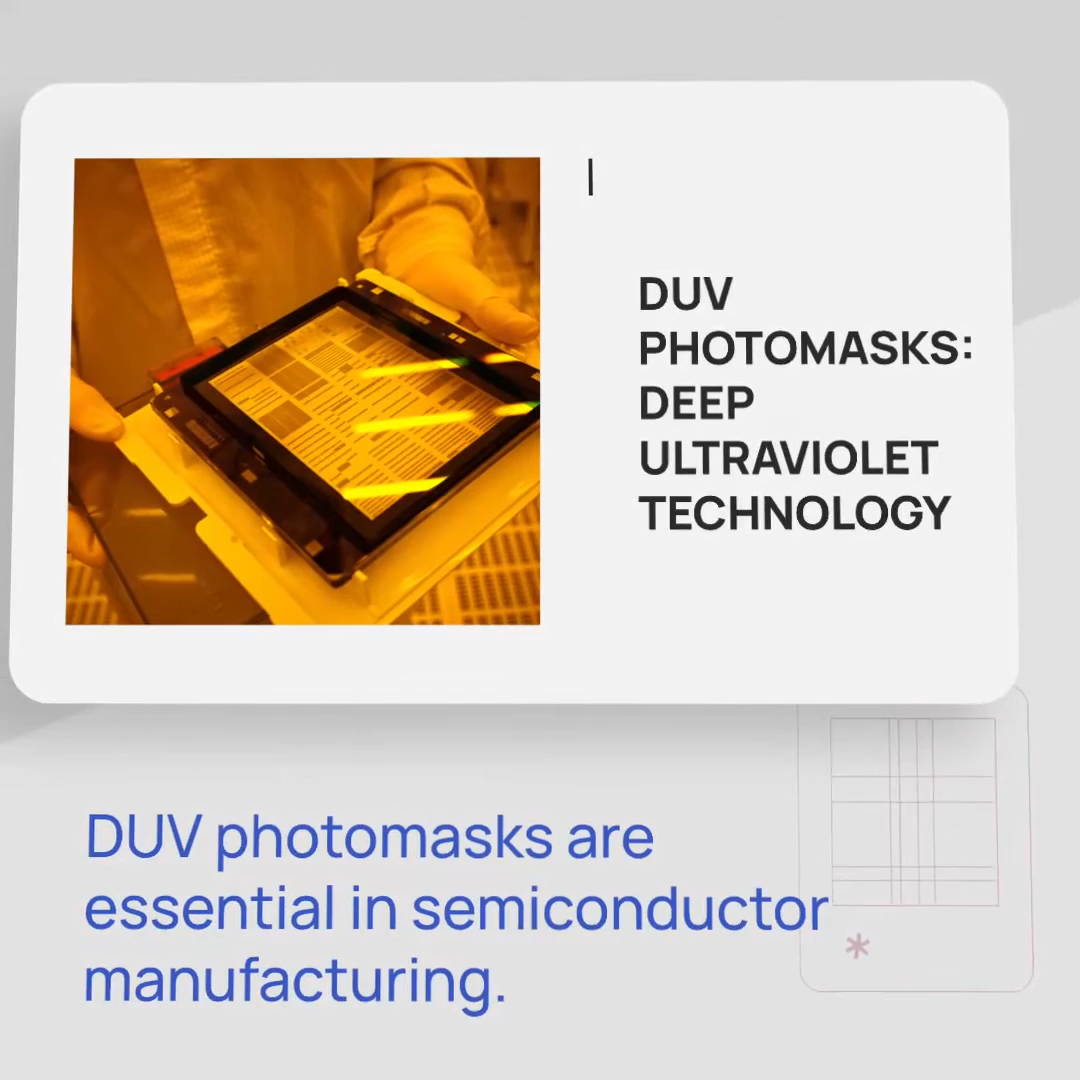 DUV
PHOTOMASKS:
DEEP
ULTRAVIOLET
TECHNOLOGY
DUV photomasks are
essential in semiconductor
manufacturing.